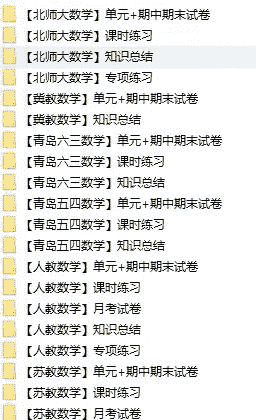 【北师大数学】单元+期中期末试卷
【北师大数学】课时练习
【北师大数学】知识总结
【北师大数学】专项练习
【冀教数学】单元+期中期末试卷
【冀教数学】知识总结
【青岛六三数学】单元+期中期末试卷
【青岛六三数学】课时练习
【青岛六三数学】知识总结
【青岛五四数学】单元+期中期末试卷
【青岛五四数学】课时练习
【青岛五四数学】知识总结
【人教数学】单元+期中期末试卷
【人教数学】课时练习
【人教数学】月考试卷
【人教数学】知识总结
【人教数学】专项练习
【苏教数学】单元+期中期末试卷
【苏教数学】课时练习
【苏教数学】月考试卷